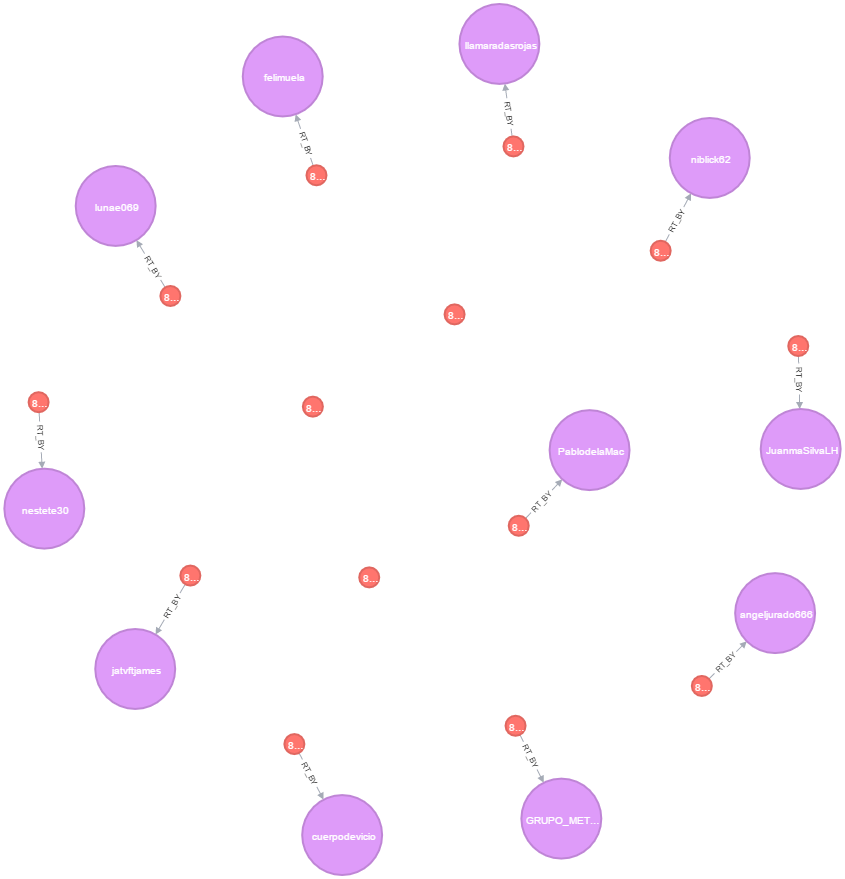 llamaradasrojas
felimuela
RT_BY
8...
RT_BY
8...
niblick62
RT_BY
8...
lunae069
RT_BY
8...
8...
8...
RT_BY
JuanmaSilvaLH
8...
8...
RT_BY
nestete30
PablodelaMac
RT_BY
8...
8...
RT_BY
jatvftjames
8...
angeljurado666
RT_BY
8...
8...
RT_BY
GRUPO_MET...
8...
RT_BY
cuerpodevicio